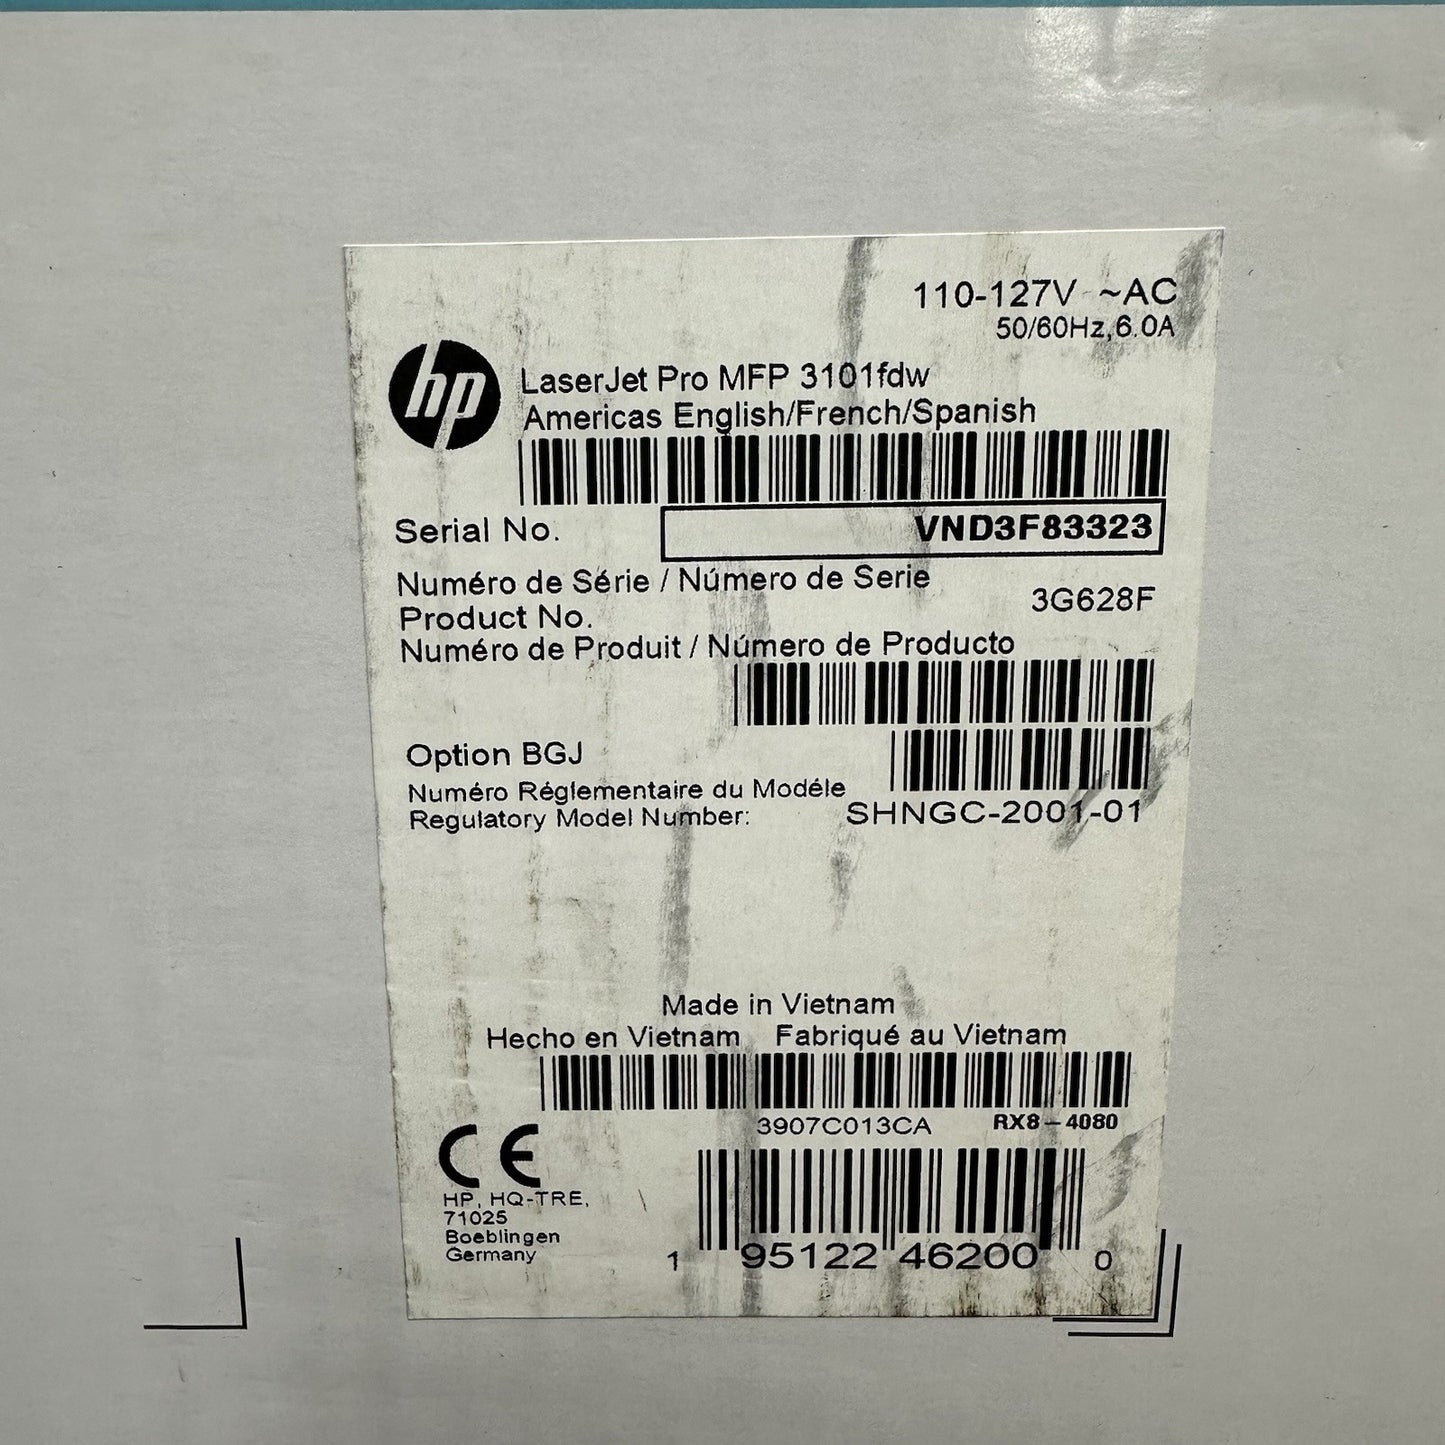 110-127V ~AC
50/60Hz,6.0A
hp
LaserJet Pro MFP 3101fdw
Americas English/French/Spanish
Serial No. VND3F83323
Numéro de Série / Número de Serie
3G628F
Product No.
Numéro de Produit / Número de Producto
Option BGJ
Numéro Réglementaire du Modéle
Regulatory Model Number: SHNGC-2001-01
Made in Vietnam
Hecho en Vietnam Fabriqué au Vietnam
3907C013CA RX8-4080
CE
HP, HQ-TRE,
71025
Boeblingen
Germany
1 95122 46200 0